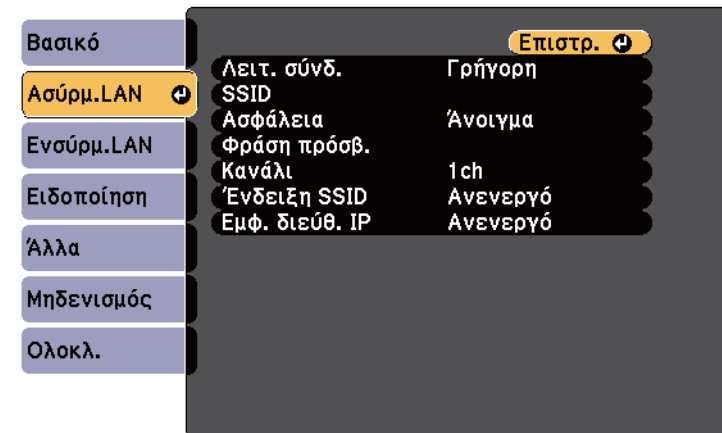 Βασικό
Ασύρμ.LAN
Ενσύρμ.LAN
Ειδοποίηση
Άλλα
Μηδενισμός
Ολοκλ.
Επιστρ.
Λειτ. σύνδ. Γρήγορη
SSID
Ασφάλεια Άνοιγμα
Φράση πρόσβ.
Κανάλι 1ch
Ένδειξη SSID Ανενεργό
Εμφ. διεύθ. IP Ανενεργό